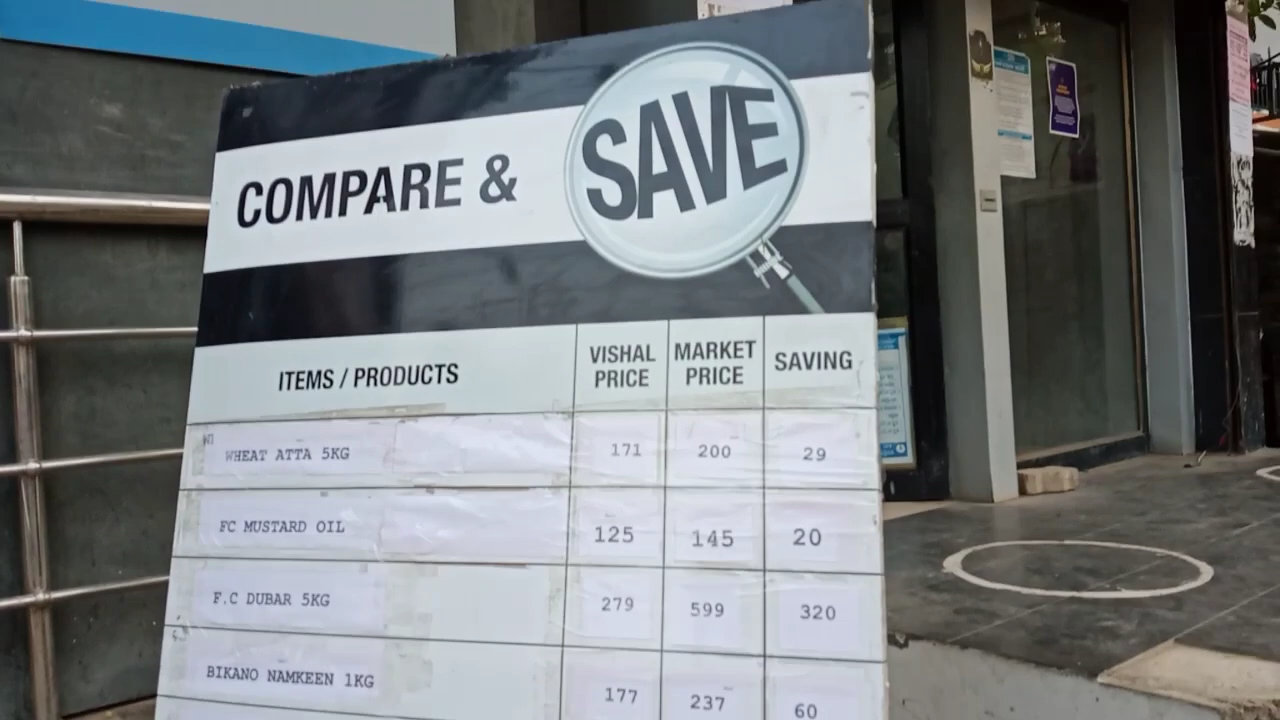 COMPARE & SAVE
ITEMS / PRODUCTS VISHAL PRICE MARKET PRICE SAVING
WHEAT ATTA 5KG 171 200 29
FC MUSTARD OIL 125 145 20
F.C DUBAR 5KG 279 599 320
BIKANO NAMKEEN 1KG 177 237 60